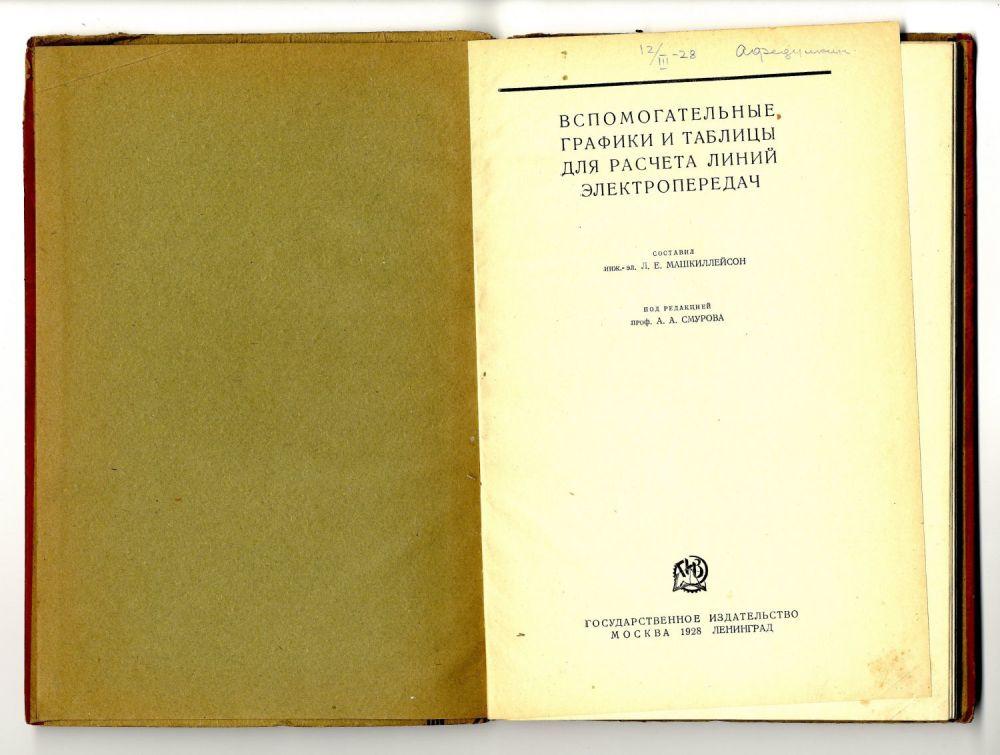 12/III-28
ВСПОМОГАТЕЛЬНЫЕ
ГРАФИКИ И ТАБЛИЦЫ
ДЛЯ РАСЧЕТА ЛИНИЙ
ЭЛЕКТРОПЕРЕДАЧ
СОСТАВИЛ
ИНЖ.-ЭЛ. Л. Е. МАШКИЛЛЕЙСОН
ПОД РЕДАКЦИЕЙ
ПРОФ. А. А. СМУРОВА
ГОСУДАРСТВЕННОЕ ИЗДАТЕЛЬСТВО
МОСКВА 1928 ЛЕНИНГРАД